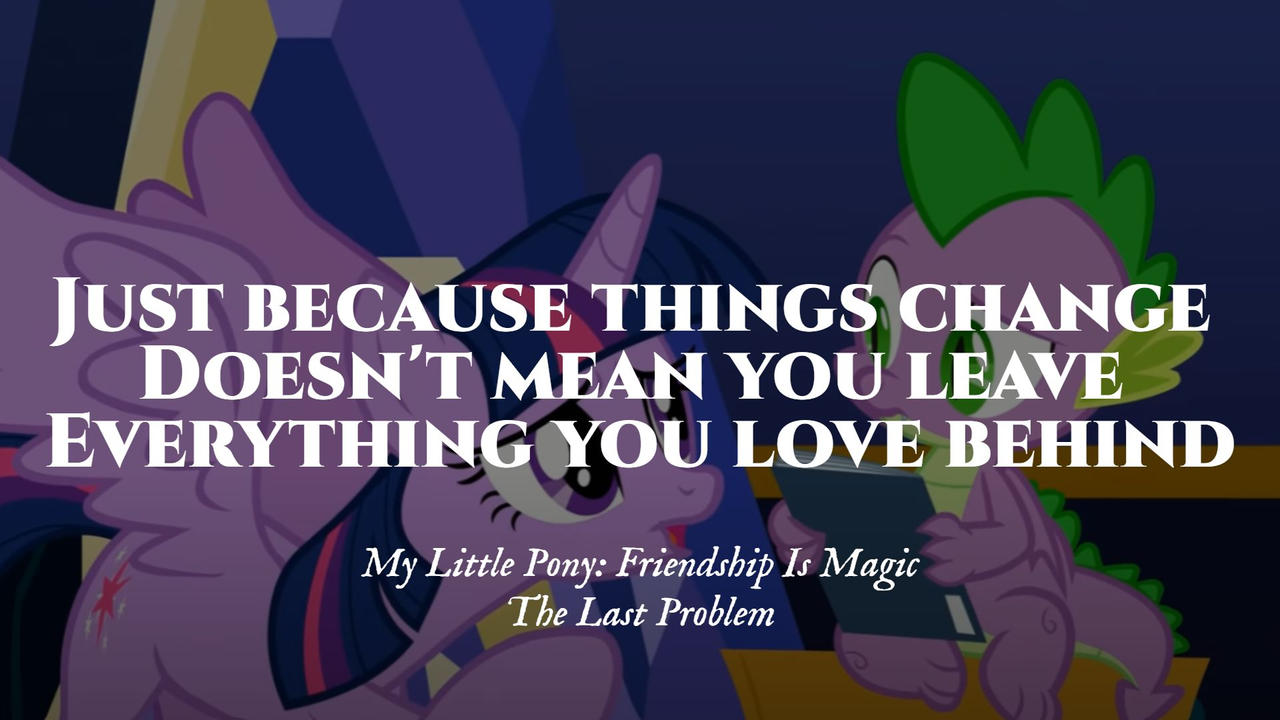 Just because things change
Doesn't mean you leave
Everything you love behind
My Little Pony: Friendship Is Magic
The Last Problem